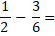 1/2 − 3/6 =